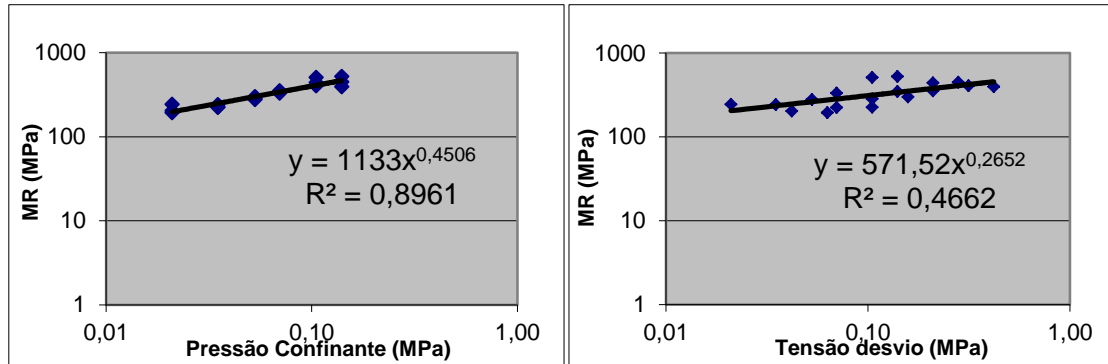 1000
100
10
1
MR (MPa)
y = 1133x^0,4506
R² = 0,8961
0,01
0,10
1,00
Pressão Confinante (MPa)
1000
100
10
1
MR (MPa)
y = 571,52x^0,2652
R² = 0,4662
0,01
0,10
1,00
Tensão desvio (MPa)